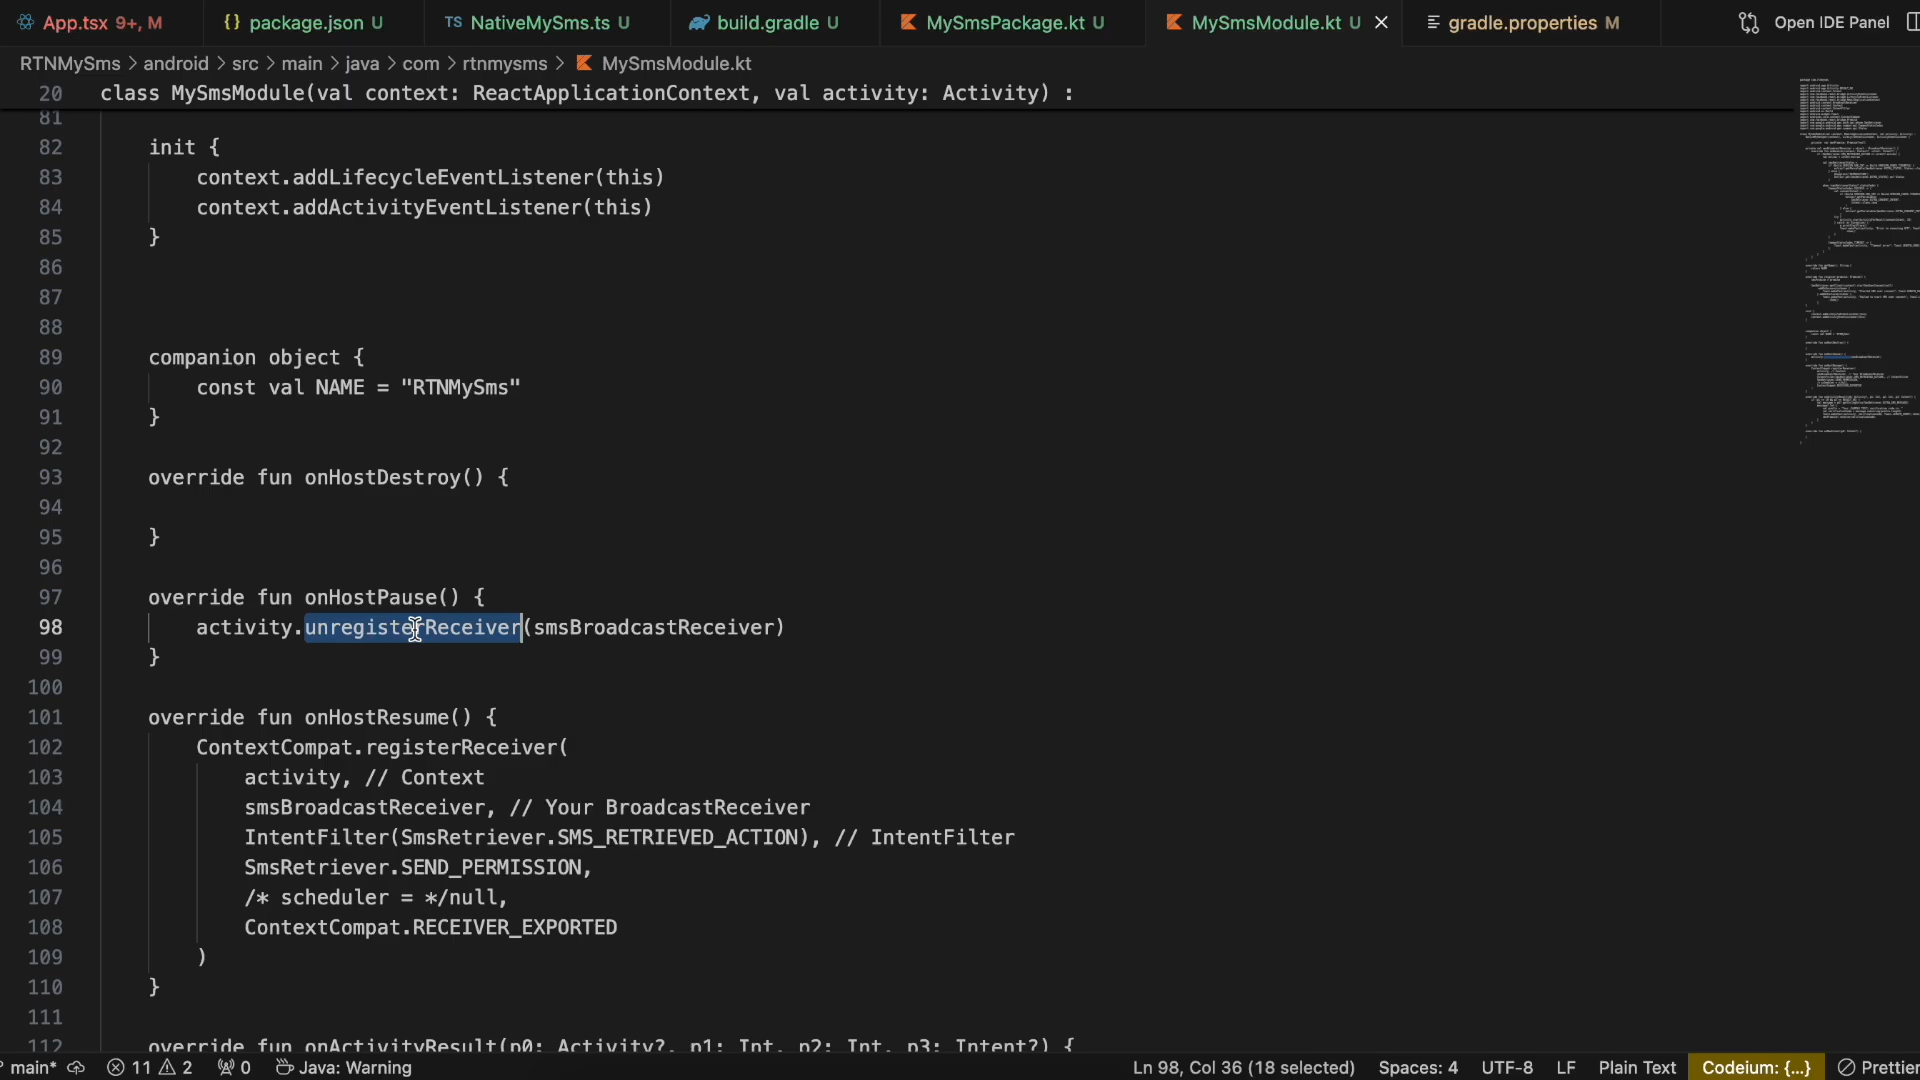 App.tsx 9+, M
package.json U
NativeMySms.ts U
build.gradle U
MySmsPackage.kt U
MySmsModule.kt U
gradle.properties M
Open IDE Panel
RTNMySms > android > src > main > java > com > rtnmysms > MySmsModule.kt
20 class MySmsModule(val context: ReactApplicationContext, val activity: Activity) :
81
82 init {
83 context.addLifecycleEventListener(this)
84 context.addActivityEventListener(this)
85 }
86
87
88
89 companion object {
90 const val NAME = "RTNMySms"
91 }
92
93 override fun onHostDestroy() {
94
95 }
96
97 override fun onHostPause() {
98 activity.unregisterReceiver(smsBroadcastReceiver)
99 }
100
101 override fun onHostResume() {
102 ContextCompat.registerReceiver(
103 activity, // Context
104 smsBroadcastReceiver, // Your BroadcastReceiver
105 IntentFilter(SmsRetriever.SMS_RETRIEVED_ACTION), // IntentFilter
106 SmsRetriever.SEND_PERMISSION,
107 /* scheduler = */null,
108 ContextCompat.RECEIVER_EXPORTED
109 )
110 }
111
112 override fun onActivityResult(p0: Activity?, p1: Int, p2: Int, p3: Intent?) {
main* 11 2 0 Java: Warning Ln 98, Col 36 (18 selected) Spaces: 4 UTF-8 LF Plain Text Codeium: {...} Prettier